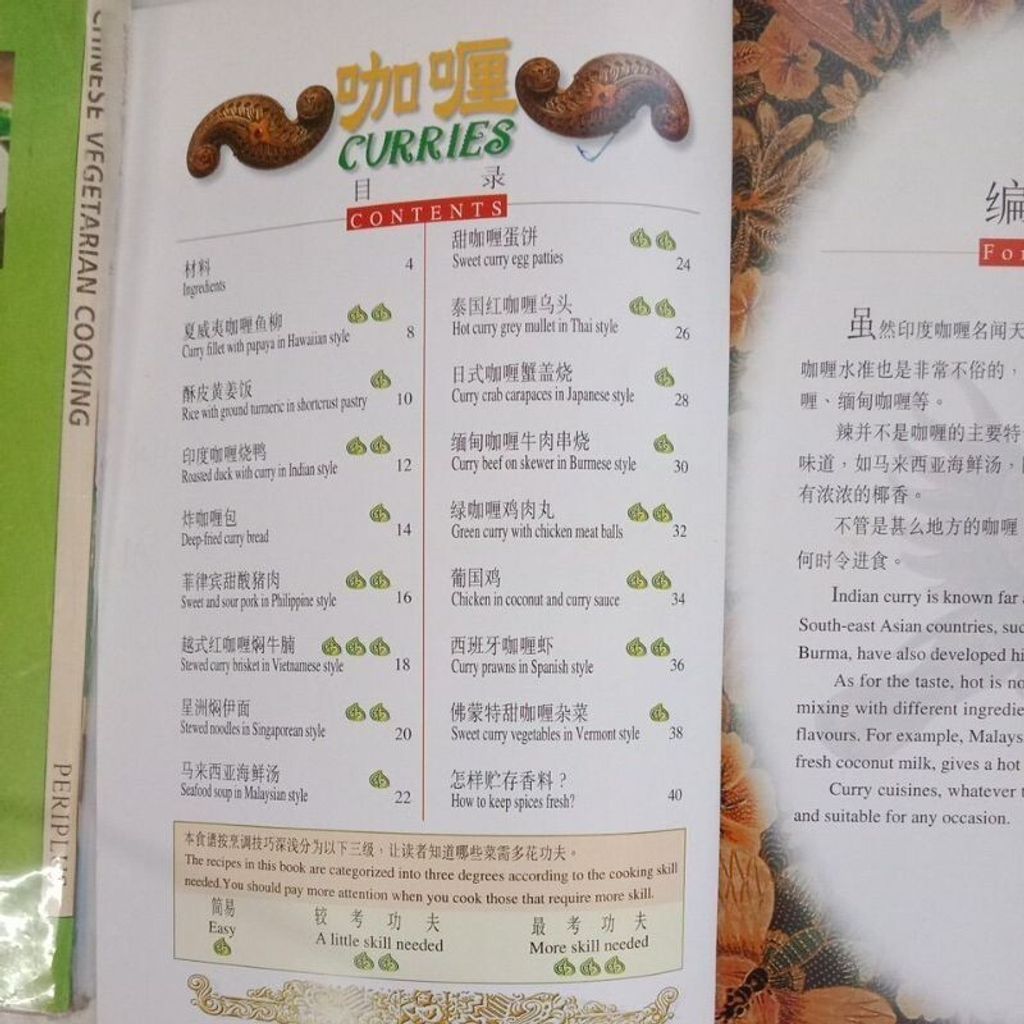 CHINESE VEGETARIAN COOKING
PERIPLUS
咖喱
CURRIES
目 录
CONTENTS
材料
Ingredients 4
夏威夷咖喱鱼柳
Curry fillet with papaya in Hawaiian style 8
酥皮黄姜饭
Rice with ground turmeric in shortcrust pastry 10
印度咖喱烧鸭
Roasted duck with curry in Indian style 12
炸咖喱包
Deep-fried curry bread 14
菲律宾甜酸猪肉
Sweet and sour pork in Philippine style 16
越式红咖喱焖牛腩
Stewed curry brisket in Vietnamese style 18
星洲焖伊面
Stewed noodles in Singaporean style 20
马来西亚海鲜汤
Seafood soup in Malaysian style 22
甜咖喱蛋饼
Sweet curry egg patties 24
泰国红咖喱乌头
Hot curry grey mullet in Thai style 26
日式咖喱蟹盖烧
Curry crab carapaces in Japanese style 28
缅甸咖喱牛肉串烧
Curry beef on skewer in Burmese style 30
绿咖喱鸡肉丸
Green curry with chicken meat balls 32
葡国鸡
Chicken in coconut and curry sauce 34
西班牙咖喱虾
Curry prawns in Spanish style 36
佛蒙特甜咖喱杂菜
Sweet curry vegetables in Vermont style 38
怎样贮存香料？
How to keep spices fresh? 40
本食谱按烹调技巧深浅分为以下三级，让读者知道哪些菜需多花功夫。
The recipes in this book are categorized into three degrees according to the cooking skill
needed.You should pay more attention when you cook those that require more skill.
简易 较考功夫 最考功夫
Easy A little skill needed More skill needed
编
For
虽然印度咖喱名闻天
咖喱水准也是非常不俗的，
喱、缅甸咖喱等。
辣并不是咖喱的主要特
味道，如马来西亚海鲜汤，
有浓浓的椰香。
不管是甚么地方的咖喱
何时令进食。
Indian curry is known far
South-east Asian countries, suc
Burma, have also developed hi
As for the taste, hot is no
mixing with different ingredie
flavours. For example, Malays
fresh coconut milk, gives a hot
Curry cuisines, whatever
and suitable for any occasion.